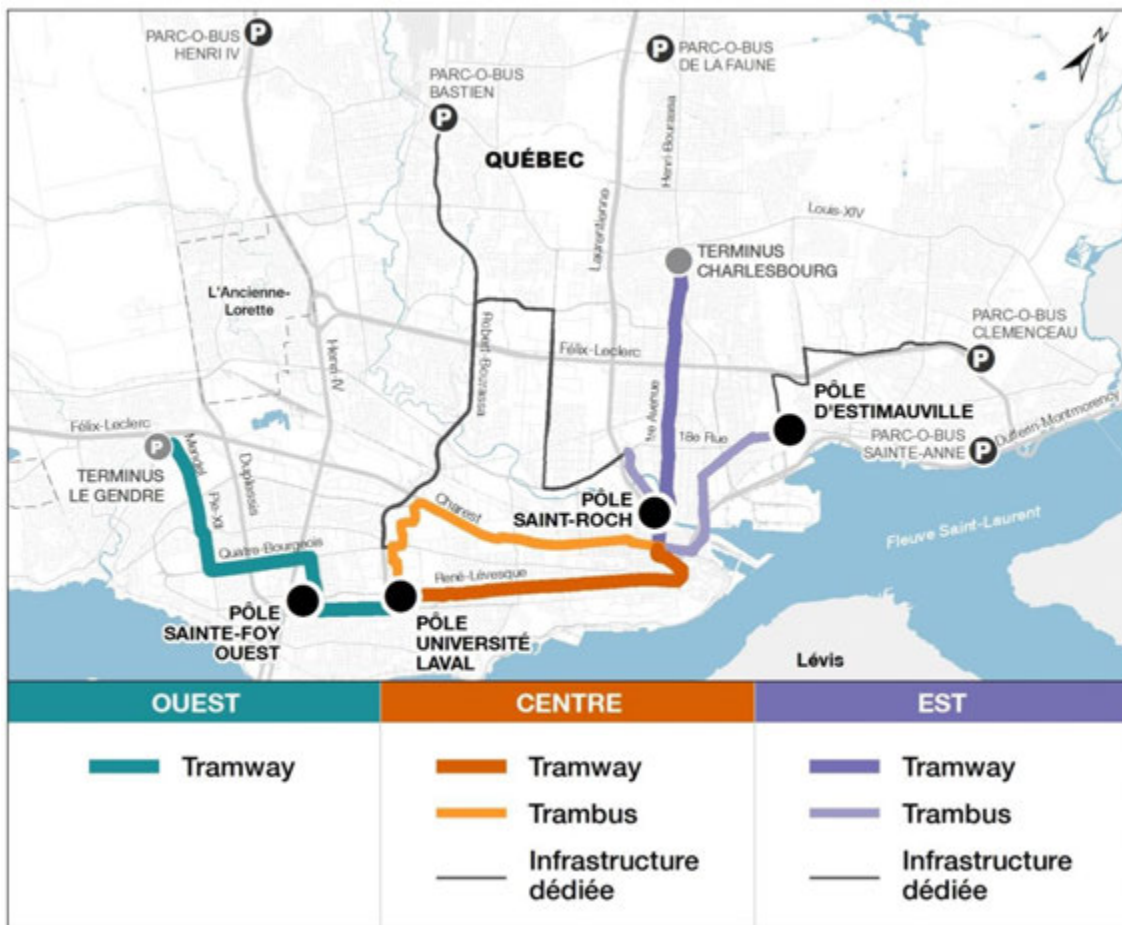 PARC-O-BUS
HENRI IV
P
P
PARC-O-BUS
DE LA FAUNE
N
PARC-O-BUS
BASTIEN
P
QUÉBEC
Henri-Bourassa
Laurentienne
Louis-XIV
TERMINUS
CHARLESBOURG
L'Ancienne-
Lorette
Henri-IV
Robert-Bourassa
Félix-Leclerc
PARC-O-BUS
CLEMENCEAU
P
1re Avenue
18e Rue
PÔLE
D'ESTIMAUVILLE
Félix-Leclerc
P
TERMINUS
LE GENDRE
Mendel
Pie-XII
Duplessis
PARC-O-BUS
SAINTE-ANNE
P
Dufferin-Montmorency
Charest
PÔLE
SAINT-ROCH
Fleuve Saint-Laurent
Quatre-Bourgeois
René-Lévesque
PÔLE
SAINTE-FOY
OUEST
PÔLE
UNIVERSITÉ
LAVAL
Lévis
OUEST
CENTRE
EST
Tramway
Tramway
Trambus
Infrastructure
dédiée
Tramway
Trambus
Infrastructure
dédiée